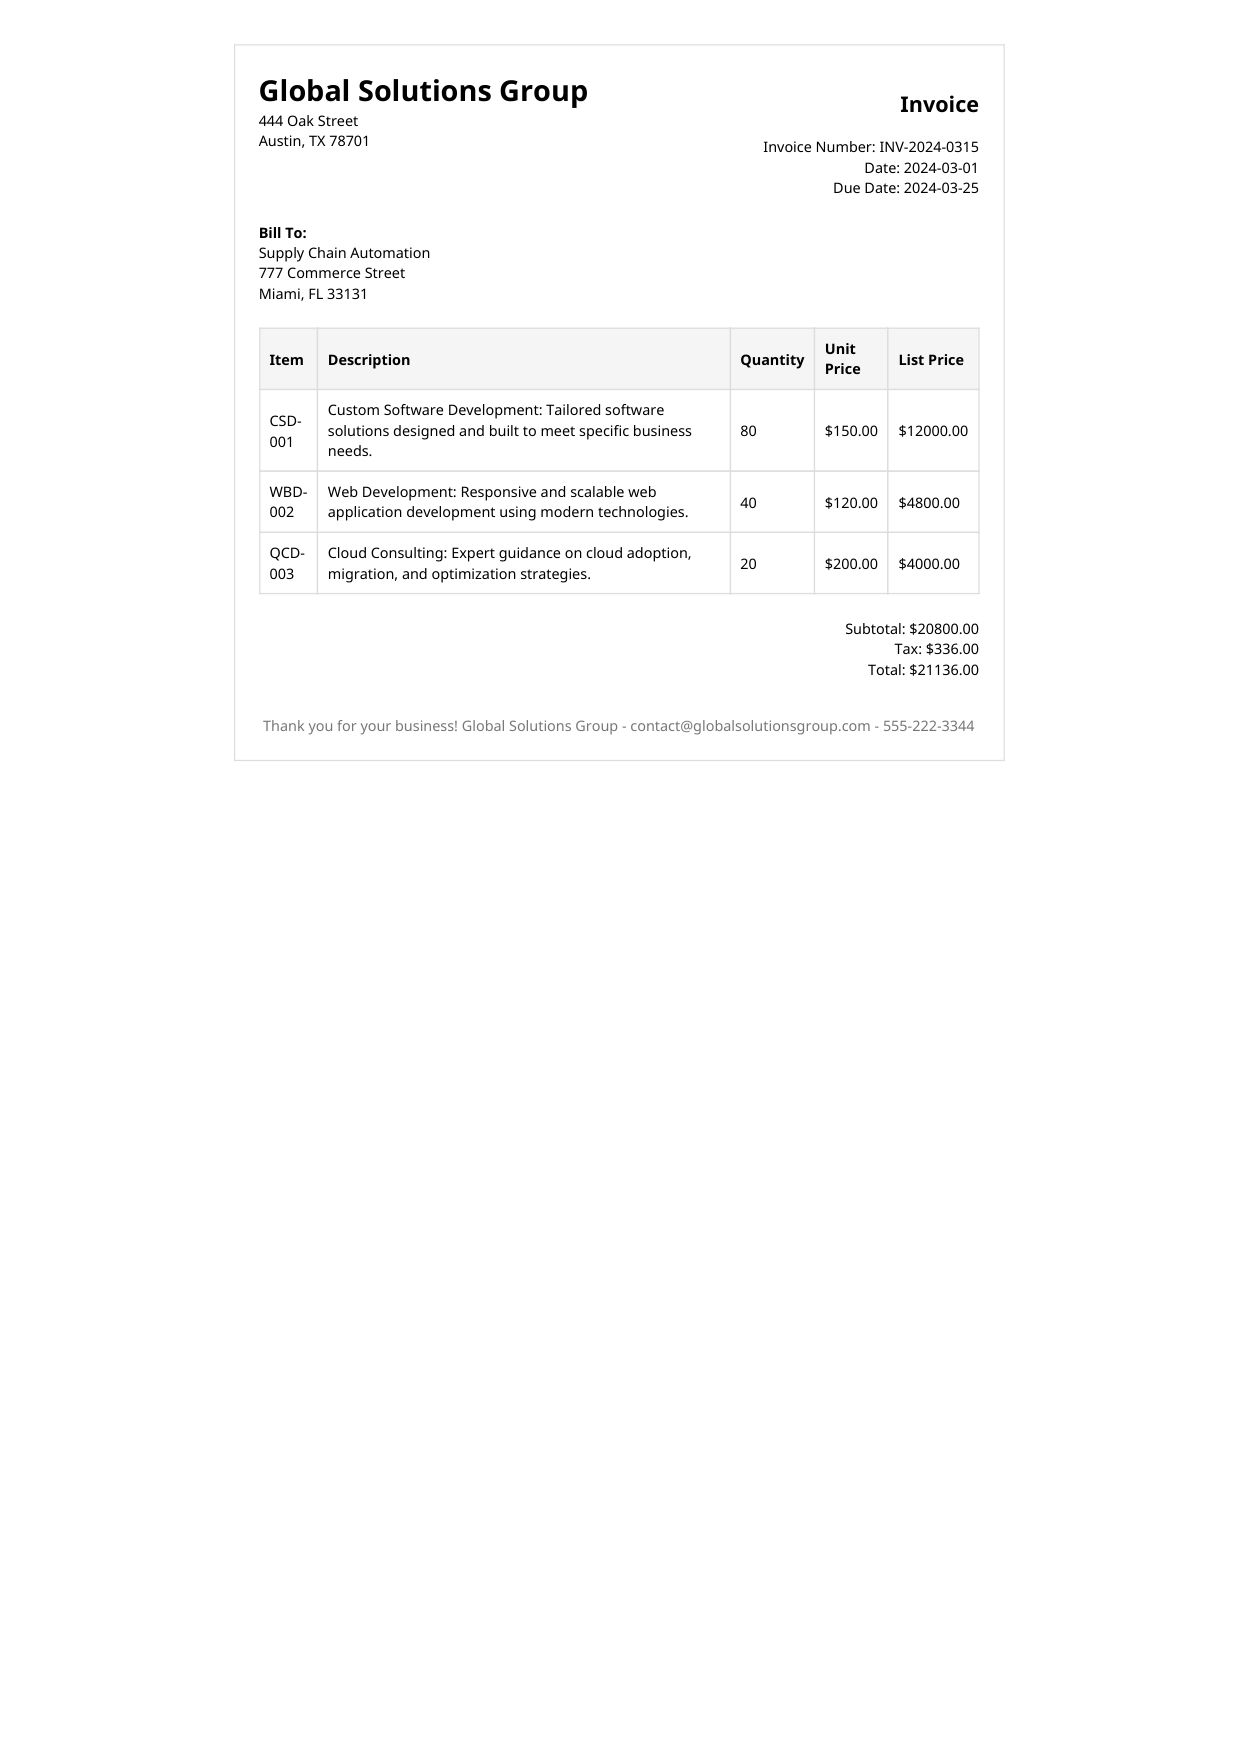 Global Solutions Group
444 Oak Street
Austin, TX 78701
Invoice
Invoice Number: INV-2024-0315
Date: 2024-03-01
Due Date: 2024-03-25
Bill To:
Supply Chain Automation
777 Commerce Street
Miami, FL 33131
Item Description Quantity Unit Price List Price
CSD-001 Custom Software Development: Tailored software
solutions designed and built to meet specific business
needs. 80 $150.00 $12000.00
WBD-002 Web Development: Responsive and scalable web
application development using modern technologies. 40 $120.00 $4800.00
QCD-003 Cloud Consulting: Expert guidance on cloud adoption,
migration, and optimization strategies. 20 $200.00 $4000.00
Subtotal: $20800.00
Tax: $336.00
Total: $21136.00
Thank you for your business! Global Solutions Group - contact@globalsolutionsgroup.com - 555-222-3344